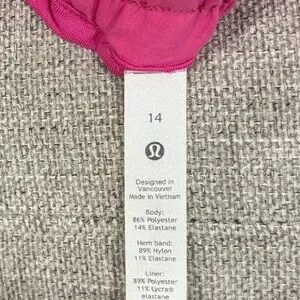 14
Designed in
Vancouver
Made in Vietnam
Body:
86% Polyester
14% Elastane
Hem band:
89% Nylon
11% Elastane
Liner:
89% Polyester
11% Lycra®
elastane